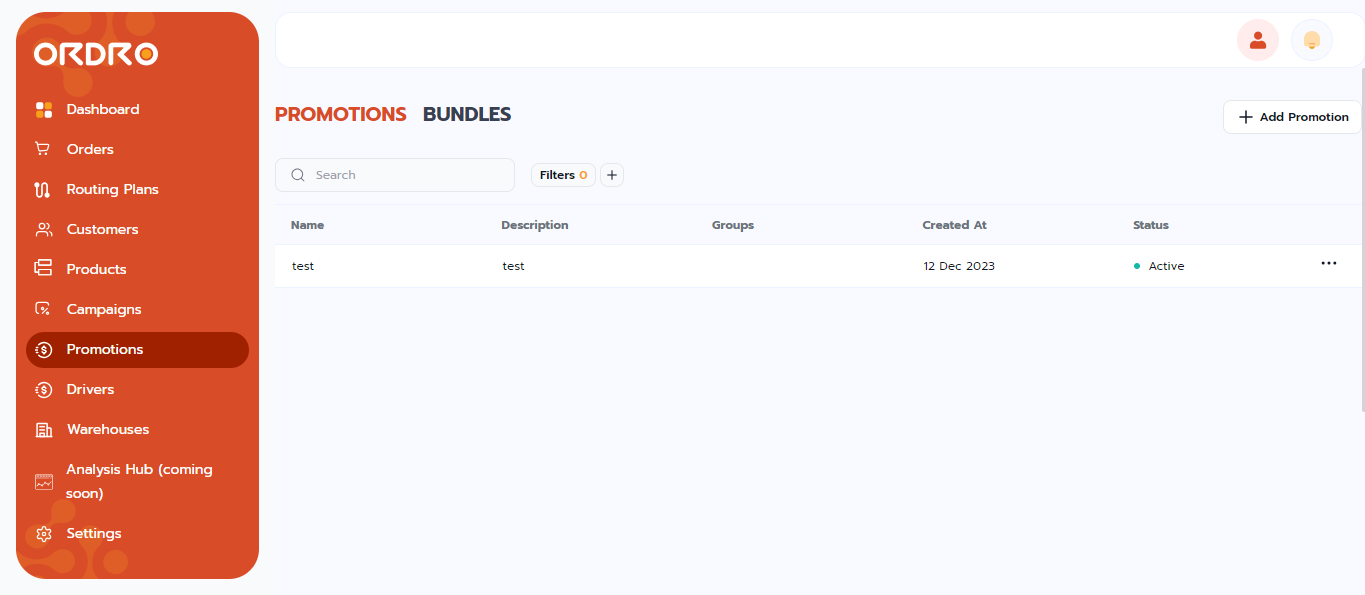 ORDRO
Dashboard
Orders
Routing Plans
Customers
Products
Campaigns
Promotions
Drivers
Warehouses
Analysis Hub (coming
soon)
Settings
PROMOTIONS BUNDLES
+ Add Promotion
Search
Filters 0 +
Name Description Groups Created At Status
test test 12 Dec 2023 Active ...